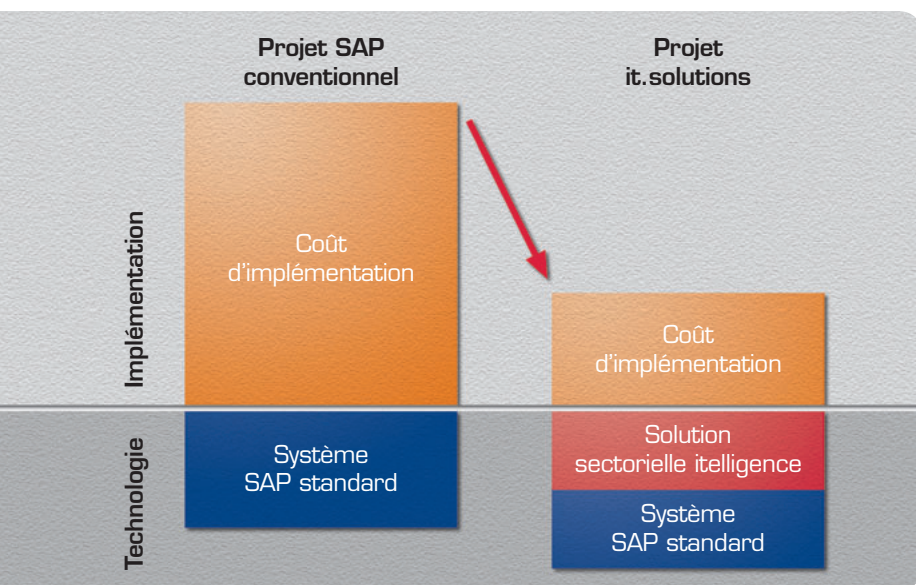 Projet SAP
conventionnel
Projet
it.solutions
Implémentation
Coût
d'implémentation
Coût
d'implémentation
Technologie
Système
SAP standard
Solution
sectorielle itelligence
Système
SAP standard